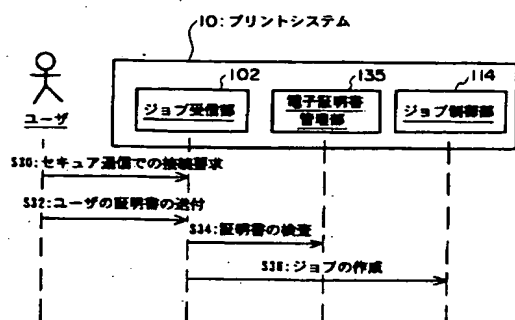 10:プリントシステム
102
135
114
ジョブ受信部
電子証明書
管理部
ジョブ制御部
ユーザ
S30:セキュア通信での接続要求
S32:ユーザの証明書の送付
S34:証明書の検査
S36:ジョブの作成